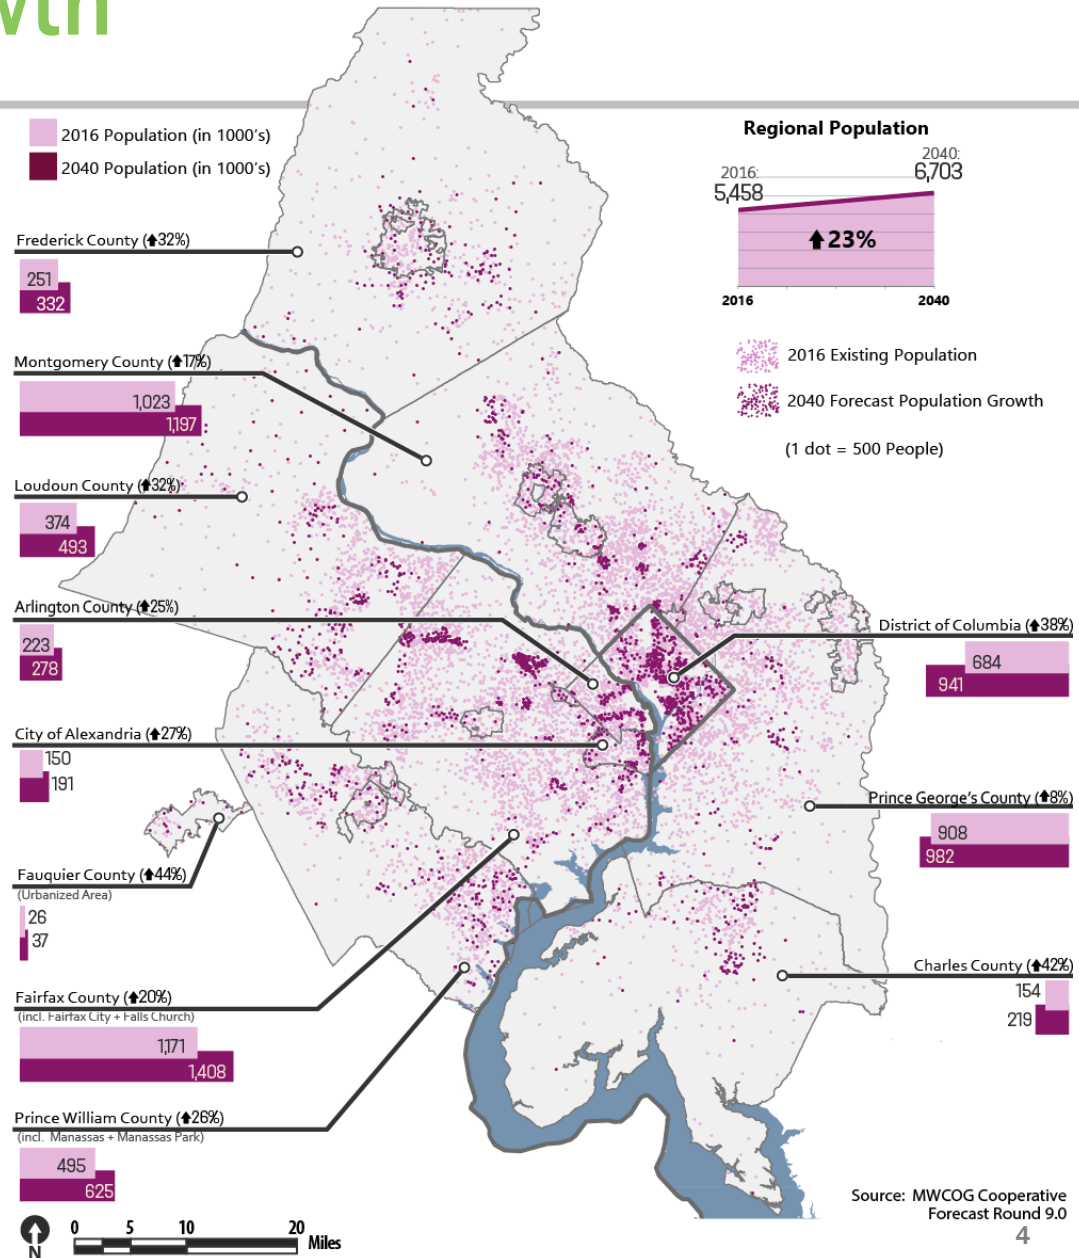 wth
2016 Population (in 1000's)
2040 Population (in 1000's)
Regional Population
2016:
5,458
2040:
6,703
⬆23%
2016
2040
2016 Existing Population
2040 Forecast Population Growth
(1 dot = 500 People)
Frederick County (⬆32%)
251
332
Montgomery County (⬆17%)
1,023
1,197
Loudoun County (⬆32%)
374
493
Arlington County (⬆25%)
223
278
City of Alexandria (⬆27%)
150
191
Fauquier County (⬆44%)
(Urbanized Area)
26
37
Fairfax County (⬆20%)
(incl. Fairfax City + Falls Church)
1,171
1,408
Prince William County (⬆26%)
(incl. Manassas + Manassas Park)
495
625
District of Columbia (⬆38%)
684
941
Prince George's County (⬆8%)
908
982
Charles County (⬆42%)
154
219
N
0 5 10 20 Miles
Source: MWCOG Cooperative
Forecast Round 9.0
4